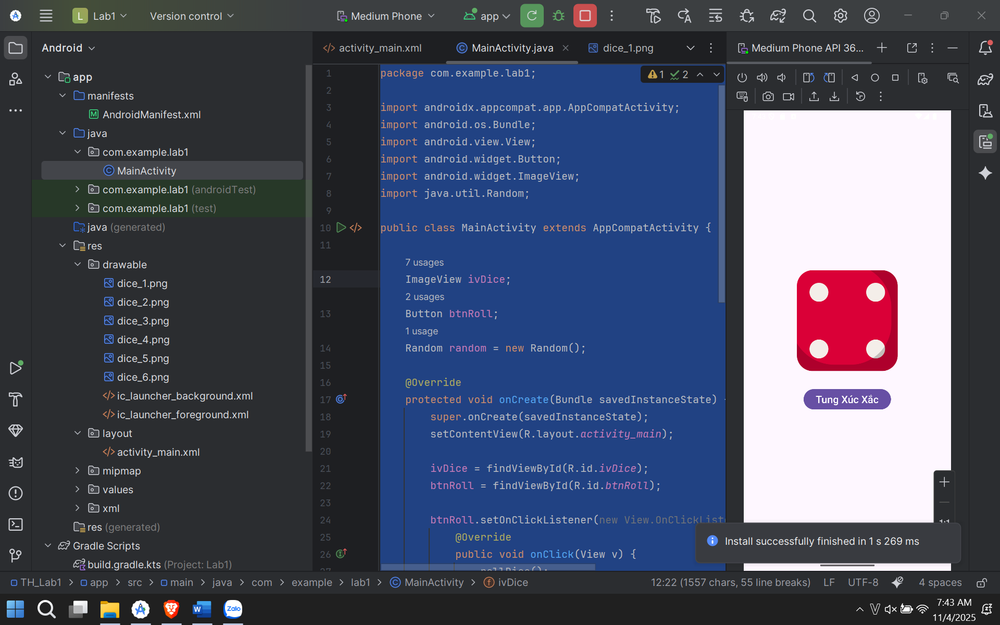 L Lab1
Version control
Medium Phone
app
Android
app
manifests
AndroidManifest.xml
java
com.example.lab1
MainActivity
com.example.lab1 (androidTest)
com.example.lab1 (test)
java (generated)
res
drawable
dice_1.png
dice_2.png
dice_3.png
dice_4.png
dice_5.png
dice_6.png
ic_launcher_background.xml
ic_launcher_foreground.xml
layout
activity_main.xml
mipmap
values
xml
res (generated)
Gradle Scripts
build.gradle.kts (Project: Lab1)
activity_main.xml
MainActivity.java
dice_1.png
1 2
1 package com.example.lab1;
2
3 import androidx.appcompat.app.AppCompatActivity;
4 import android.os.Bundle;
5 import android.view.View;
6 import android.widget.Button;
7 import android.widget.ImageView;
8 import java.util.Random;
9
10 public class MainActivity extends AppCompatActivity {
11
7 usages
12 ImageView ivDice;
2 usages
13 Button btnRoll;
1 usage
14 Random random = new Random();
15
16 @Override
17 protected void onCreate(Bundle savedInstanceState) {
18 super.onCreate(savedInstanceState);
19 setContentView(R.layout.activity_main);
20
21 ivDice = findViewById(R.id.ivDice);
22 btnRoll = findViewById(R.id.btnRoll);
23
24 btnRoll.setOnClickListener(new View.OnClickListe
25 @Override
26 public void onClick(View v) {
27 rollDice();
Medium Phone API 36...
Tung Xúc Xắc
1:1
Install successfully finished in 1 s 269 ms
TH_Lab1 > app > src > main > java > com > example > lab1 > MainActivity > ivDice
12:22 (1557 chars, 55 line breaks) LF UTF-8 4 spaces
W
Zalo
V
7:43 AM
11/4/2025